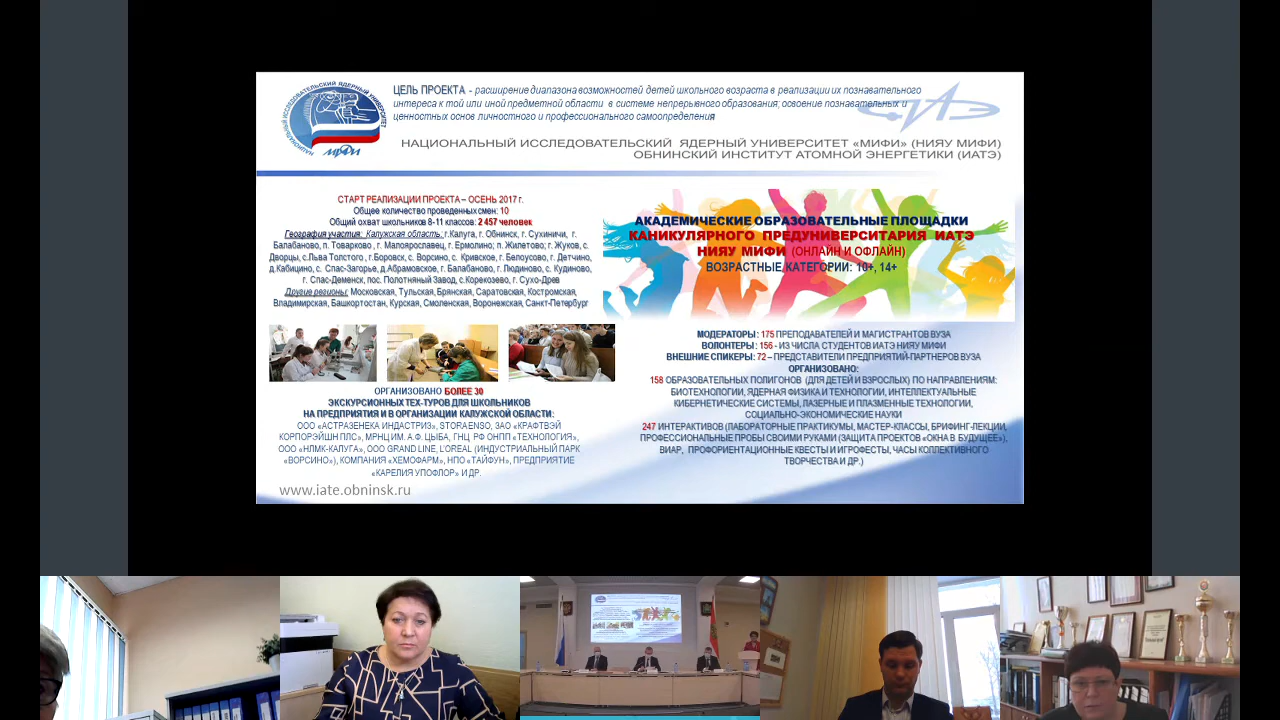 ЦЕЛЬ ПРОЕКТА - расширение диапазона возможностей детей школьного возраста в реализации их познавательного
интереса к той или иной предметной области в системе непрерывного образования; освоение познавательных и
ценностных основ личностного и профессионального самоопределения
НАЦИОНАЛЬНЫЙ ИССЛЕДОВАТЕЛЬСКИЙ ЯДЕРНЫЙ УНИВЕРСИТЕТ
МИФИ
ИАТЭ
НАЦИОНАЛЬНЫЙ ИССЛЕДОВАТЕЛЬСКИЙ ЯДЕРНЫЙ УНИВЕРСИТЕТ «МИФИ» (НИЯУ МИФИ)
ОБНИНСКИЙ ИНСТИТУТ АТОМНОЙ ЭНЕРГЕТИКИ (ИАТЭ)
СТАРТ РЕАЛИЗАЦИИ ПРОЕКТА – ОСЕНЬ 2017 г.
Общее количество проведенных смен: 10
Общий охват школьников 8-11 классов: 2 457 человек
География участия: Калужская область: г.Калуга, г. Обнинск, г. Сухиничи, г.
Балабаново, п. Товарково , г. Малоярославец, г. Ермолино; п. Жилетово; г. Жуков, с.
Дворцы, с.Льва Толстого , г.Боровск, с. Ворсино, с. Кривское, г. Белоусово, г. Детчино,
д.Кабицино, с. Спас-Загорье, д.Абрамовское, г. Балабаново, г. Людиново, с. Кудиново,
г. Спас-Деменск, пос. Полотняный Завод, с.Корекозево, г. Сухо-Древ
Другие регионы: Московская, Тульская, Брянская, Саратовская, Костромская,
Владимирская, Башкортостан, Курская, Смоленская, Воронежская, Санкт-Петербург
ОРГАНИЗОВАНО БОЛЕЕ 30
ЭКСКУРСИОННЫХ ТЕХ-ТУРОВ ДЛЯ ШКОЛЬНИКОВ
НА ПРЕДПРИЯТИЯ И В ОРГАНИЗАЦИИ КАЛУЖСКОЙ ОБЛАСТИ:
ООО «АСТРАЗЕНЕКА ИНДАСТРИЗ», STORA ENSO, ЗАО «КРАФТВЭЙ
КОРПОРЭЙШН ПЛС», МРНЦ ИМ. А.Ф. ЦЫБА, ГНЦ РФ ОНПП «ТЕХНОЛОГИЯ»,
ООО «НЛМК-КАЛУГА», ООО GRAND LINE, L'OREAL (ИНДУСТРИАЛЬНЫЙ ПАРК
«ВОРСИНО»), КОМПАНИЯ «ХЕМОФАРМ», НПО «ТАЙФУН», ПРЕДПРИЯТИЕ
«КАРЕЛИЯ УПОФЛОР» И ДР.
www.iate.obninsk.ru
АКАДЕМИЧЕСКИЕ ОБРАЗОВАТЕЛЬНЫЕ ПЛОЩАДКИ
КАНИКУЛЯРНОГО ПРЕДУНИВЕРСИТАРИЯ ИАТЭ
НИЯУ МИФИ (ОНЛАЙН И ОФЛАЙН)
ВОЗРАСТНЫЕ КАТЕГОРИИ: 10+, 14+
МОДЕРАТОРЫ: 175 ПРЕПОДАВАТЕЛЕЙ И МАГИСТРАНТОВ ВУЗА
ВОЛОНТЕРЫ: 156 - ИЗ ЧИСЛА СТУДЕНТОВ ИАТЭ НИЯУ МИФИ
ВНЕШНИЕ СПИКЕРЫ: 72 – ПРЕДСТАВИТЕЛИ ПРЕДПРИЯТИЙ-ПАРТНЕРОВ ВУЗА
ОРГАНИЗОВАНО:
158 ОБРАЗОВАТЕЛЬНЫХ ПОЛИГОНОВ (ДЛЯ ДЕТЕЙ И ВЗРОСЛЫХ) ПО НАПРАВЛЕНИЯМ:
БИОТЕХНОЛОГИИ, ЯДЕРНАЯ ФИЗИКА И ТЕХНОЛОГИИ, ИНТЕЛЛЕКТУАЛЬНЫЕ
КИБЕРНЕТИЧЕСКИЕ СИСТЕМЫ, ЛАЗЕРНЫЕ И ПЛАЗМЕННЫЕ ТЕХНОЛОГИИ,
СОЦИАЛЬНО-ЭКОНОМИЧЕСКИЕ НАУКИ
247 ИНТЕРАКТИВОВ (ЛАБОРАТОРНЫЕ ПРАКТИКУМЫ, МАСТЕР-КЛАССЫ, БРИФИНГ-ЛЕКЦИИ,
ПРОФЕССИОНАЛЬНЫЕ ПРОБЫ СВОИМИ РУКАМИ (ЗАЩИТА ПРОЕКТОВ «ОКНА В БУДУЩЕЕ»),
ВИАР, ПРОФОРИЕНТАЦИОННЫЕ КВЕСТЫ И ИГРОФЕСТЫ, ЧАСЫ КОЛЛЕКТИВНОГО
ТВОРЧЕСТВА И ДР.)